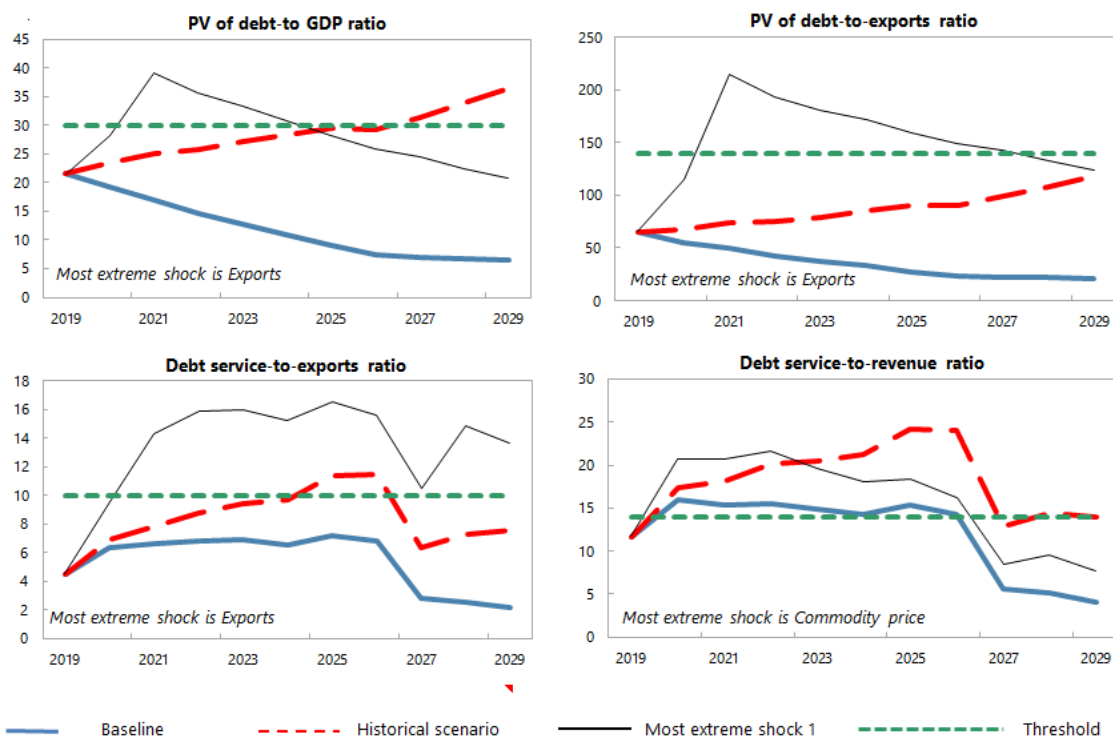 PV of debt-to GDP ratio
45
40
35
30
25
20
15
10
5
0
Most extreme shock is Exports
2019 2021 2023 2025 2027 2029
PV of debt-to-exports ratio
250
200
150
100
50
0
Most extreme shock is Exports
2019 2021 2023 2025 2027 2029
Debt service-to-exports ratio
18
16
14
12
10
8
6
4
2
0
Most extreme shock is Exports
2019 2021 2023 2025 2027 2029
Debt service-to-revenue ratio
30
25
20
15
10
5
0
Most extreme shock is Commodity price
2019 2021 2023 2025 2027 2029
Baseline Historical scenario Most extreme shock 1 Threshold